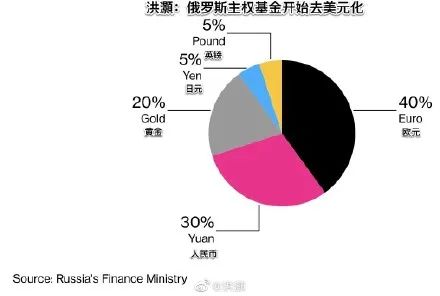 洪灏：俄罗斯主权基金开始去美元化
5%
Pound
英镑
5%
Yen
日元
20%
Gold
黄金
40%
Euro
欧元
30%
Yuan
人民币
Source: Russia's Finance Ministry
@洪灏